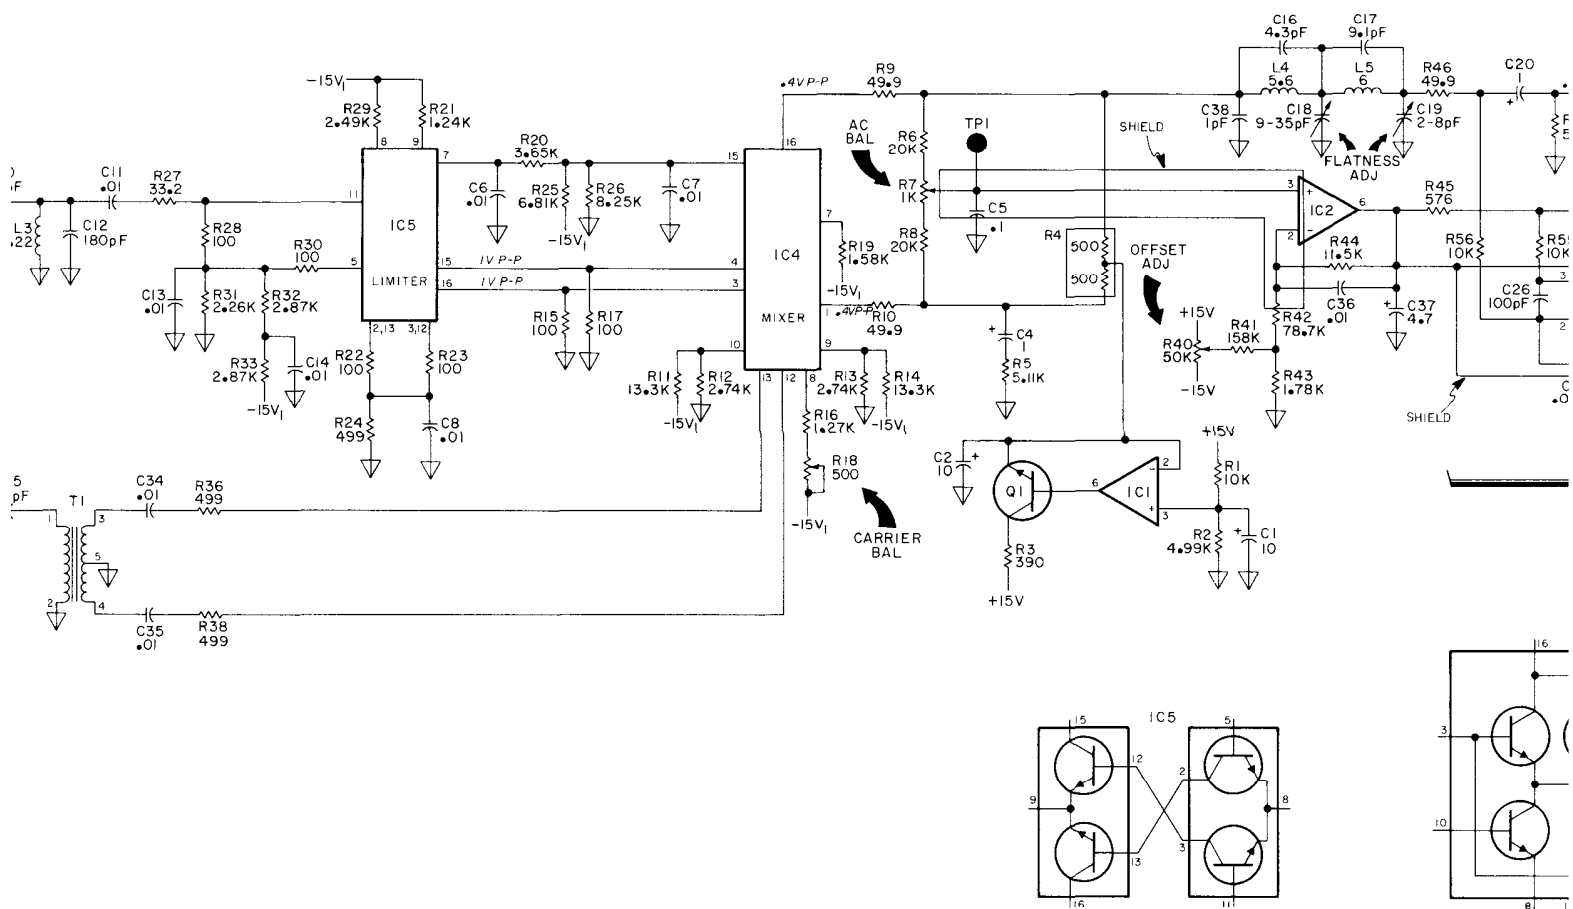 C16
4.3pF
C17
9.1pF
L4
5.6
L5
6
R46
49.9
C20
+
-15V1
R29
2.49K
R21
1.24K
8
9
.4V P-P
R9
49.9
16
C38
1pF
C18
9-35pF
C19
2-8pF
FLATNESS
ADJ
AC
BAL
R6
20K
TP1
SHIELD
R7
1K
C5
.1
R8
20K
C11
.01
R27
33.2
11
7
R20
3.65K
C6
.01
R25
6.81K
-15V1
R26
8.25K
C7
.01
15
L3
.22
C12
180pF
R28
100
IC5
LIMITER
R30
100
5
15
1V P-P
4
16
1V P-P
3
IC4
MIXER
7
R19
1.58K
-15V1
1
.4VP-P
R10
49.9
R4
500
500
OFFSET
ADJ
3
+
IC2
6
2
-
R45
576
R44
11.5K
C36
.01
C37
4.7
+
R56
10K
R55
10K
3
C26
100pF
2
C13
.01
R31
2.26K
R32
2.87K
R33
2.87K
-15V1
C14
.01
2,13
3,12
R22
100
R23
100
R24
499
C8
.01
R15
100
R17
100
10
R11
13.3K
-15V1
R12
2.74K
13
12
8
9
R13
2.74K
R14
13.3K
-15V1
R16
1.27K
R18
500
-15V1
CARRIER
BAL
C4
1
+
R5
5.11K
+15V
R40
50K
-15V
R41
158K
R42
78.7K
R43
1.78K
SHIELD
C2
10
+
Q1
R3
390
+15V
6
IC1
2
-
+
3
+15V
R1
10K
R2
4.99K
C1
10
+
5
pF
T1
1
2
3
5
4
C34
.01
R36
499
C35
.01
R38
499
IC5
15
12
9
13
16
5
2
8
3
11
16
3
10
8